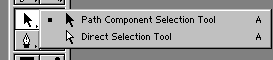 Path Component Selection Tool A
Direct Selection Tool A